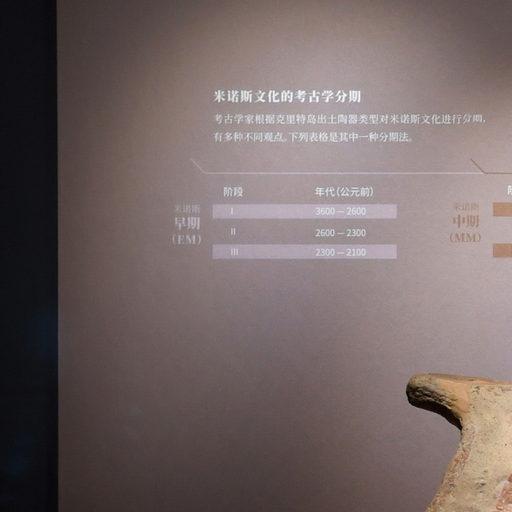 米诺斯文化的考古学分期
考古学家根据克里特岛出土陶器类型对米诺斯文化进行分期，
有多种不同观点。下列表格是其中一种分期法。
阶段 年代（公元前）
米诺斯
早期
（EM）
I 3600 — 2600
II 2600 — 2300
III 2300 — 2100
米诺斯
中期
（MM）